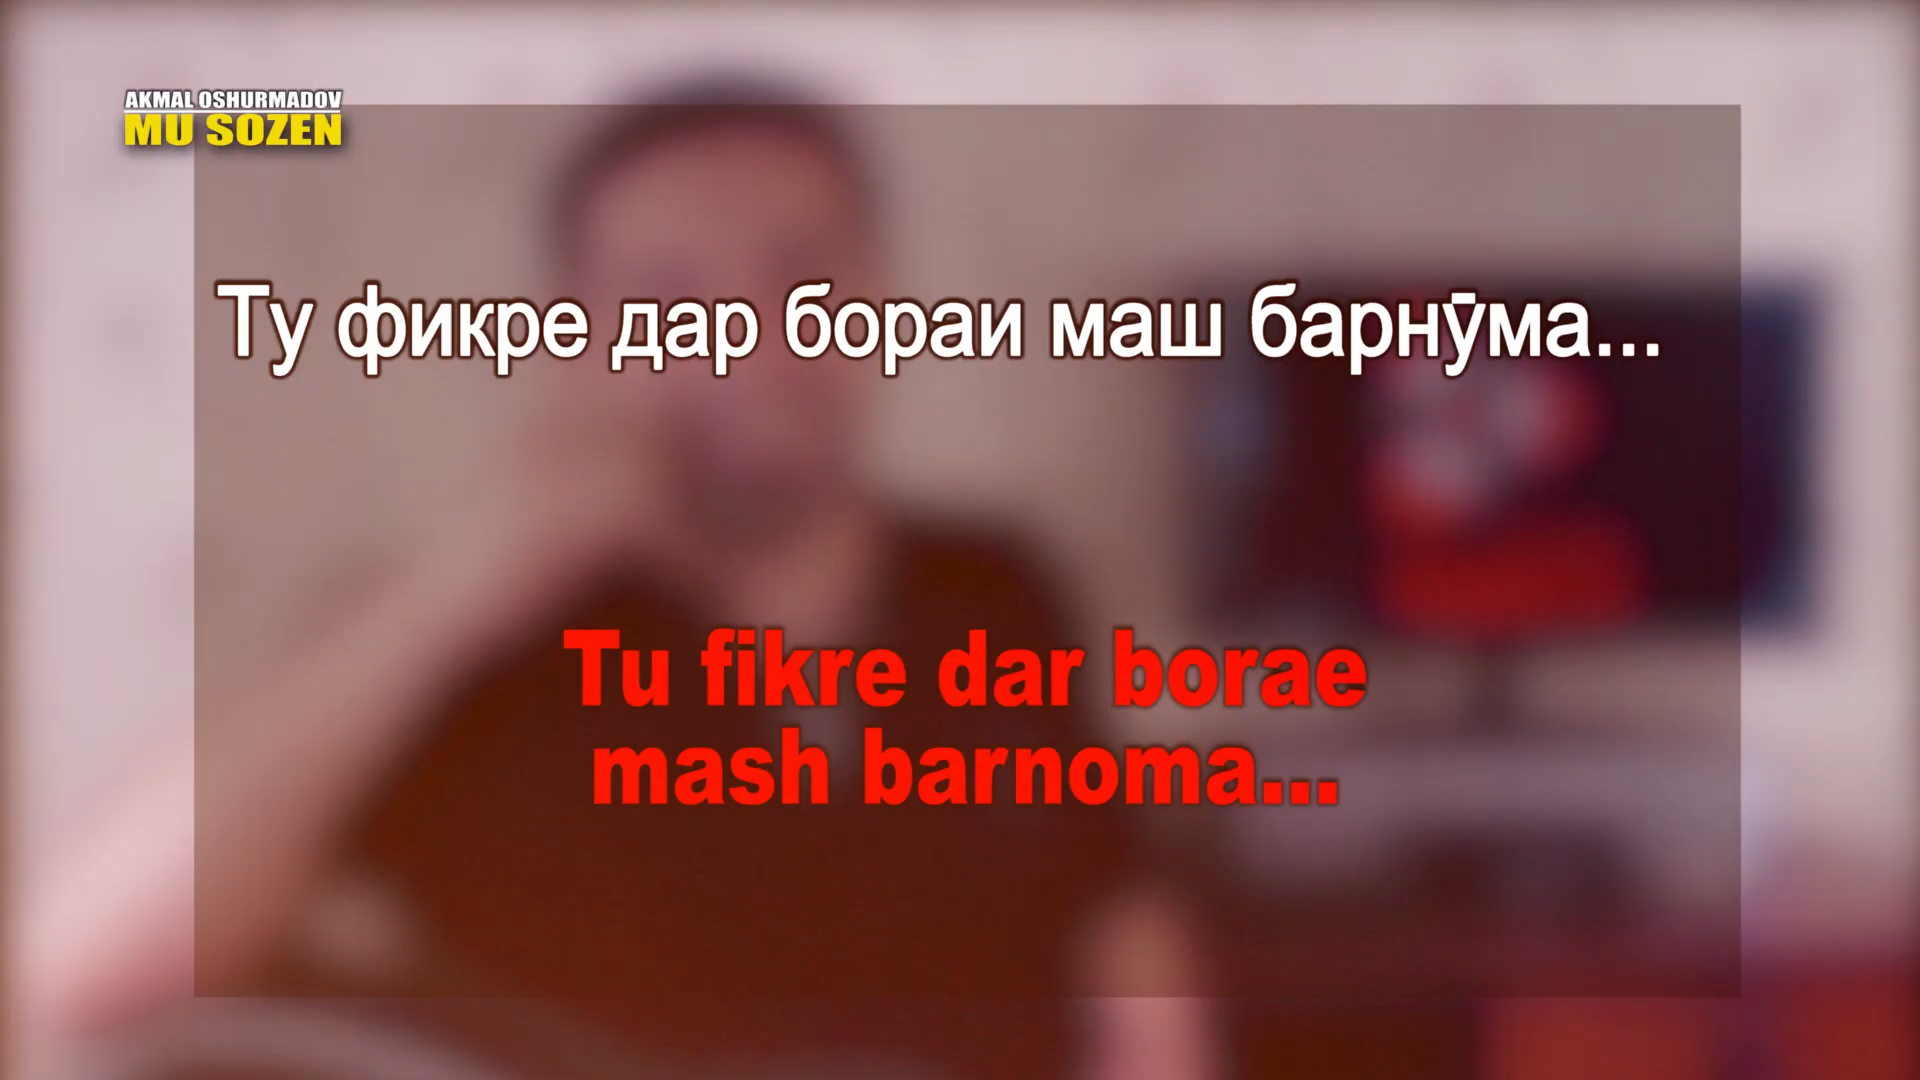 AKMAL OSHURMADOV
MU SOZEN
Ту фикре дар бораи маш барнӯма...
Tu fikre dar borae
mash barnoma...